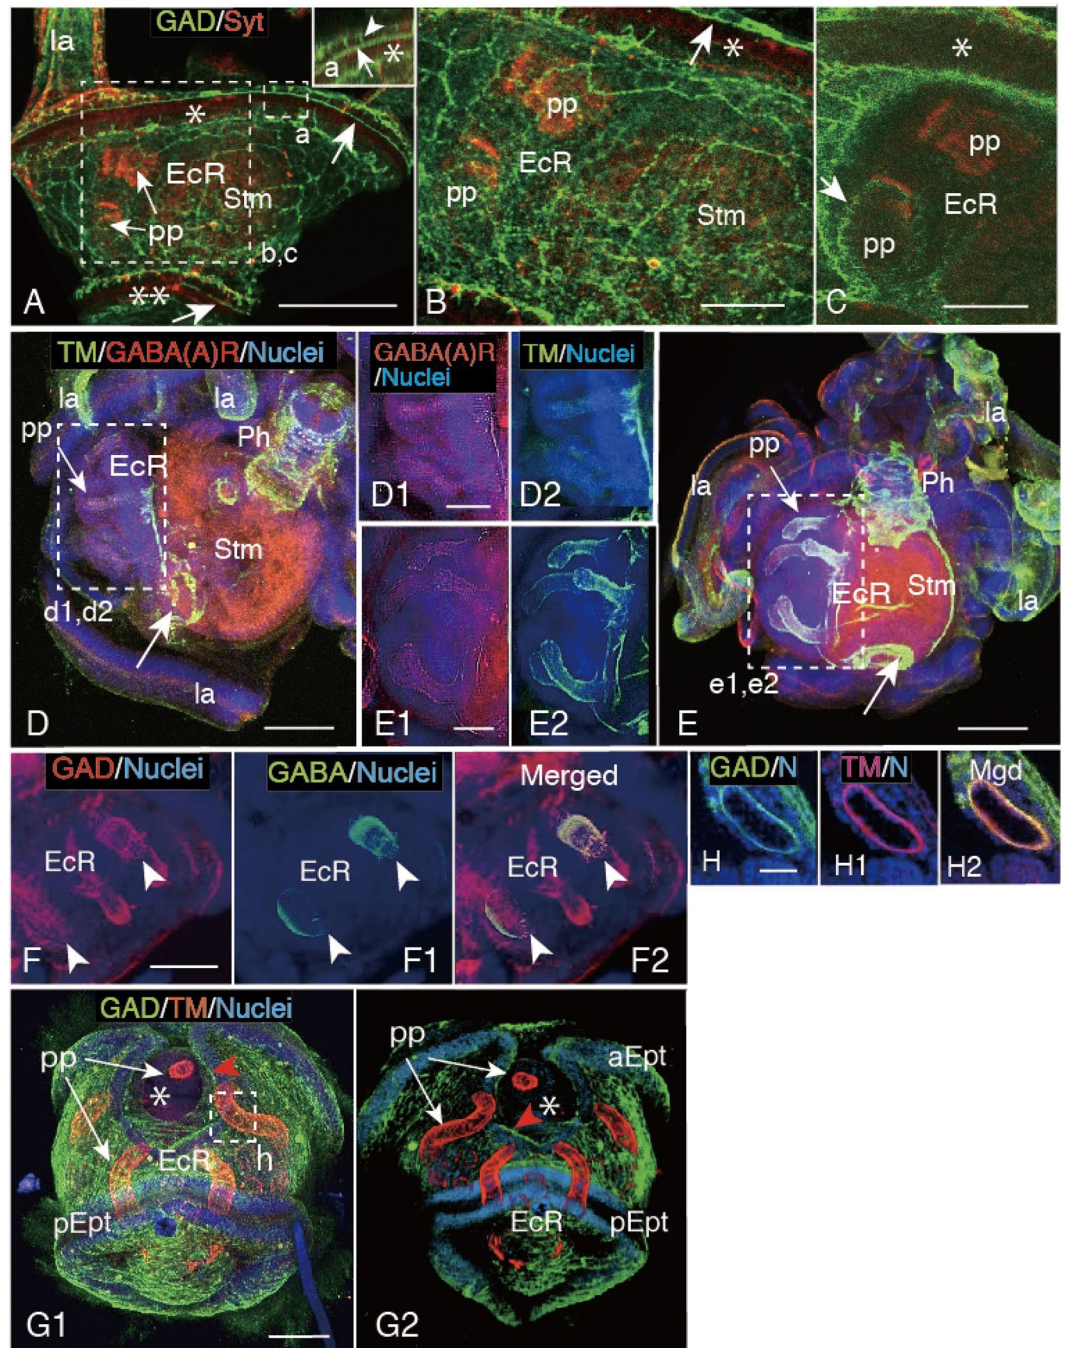 GAD/Syt
la
a
*
*
a
EcR
Stm
pp
b,c
**
A
*
pp
EcR
pp
Stm
B
*
pp
EcR
pp
C
TM/GABA(A)R/Nuclei
la
la
pp
Ph
EcR
Stm
d1,d2
la
D
GABA(A)R
/Nuclei
D1
TM/Nuclei
D2
E1
E2
la
pp
la
Ph
EcR
Stm
la
e1,e2
E
GAD/Nuclei
EcR
F
GABA/Nuclei
EcR
F1
Merged
EcR
F2
GAD/N
H
TM/N
H1
Mgd
H2
GAD/TM/Nuclei
pp
*
EcR
h
pEpt
G1
pp
aEpt
*
EcR
pEpt
G2